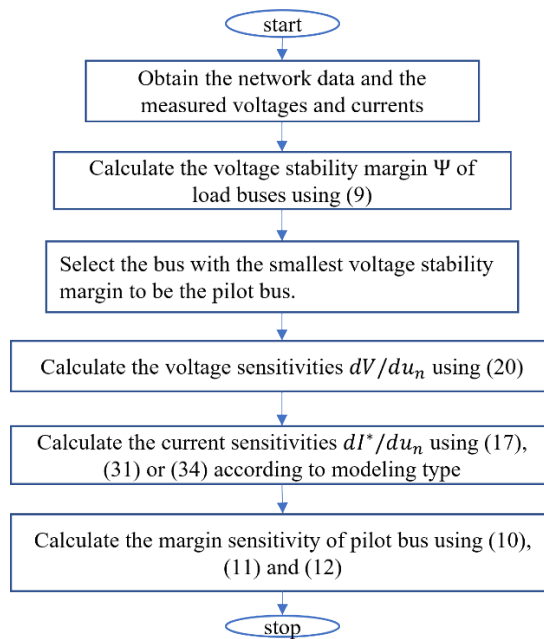 start
Obtain the network data and the
measured voltages and currents
Calculate the voltage stability margin Ψ of
load buses using (9)
Select the bus with the smallest voltage stability
margin to be the pilot bus.
Calculate the voltage sensitivities dV/duₙ using (20)
Calculate the current sensitivities dI*/duₙ using (17),
(31) or (34) according to modeling type
Calculate the margin sensitivity of pilot bus using (10),
(11) and (12)
stop